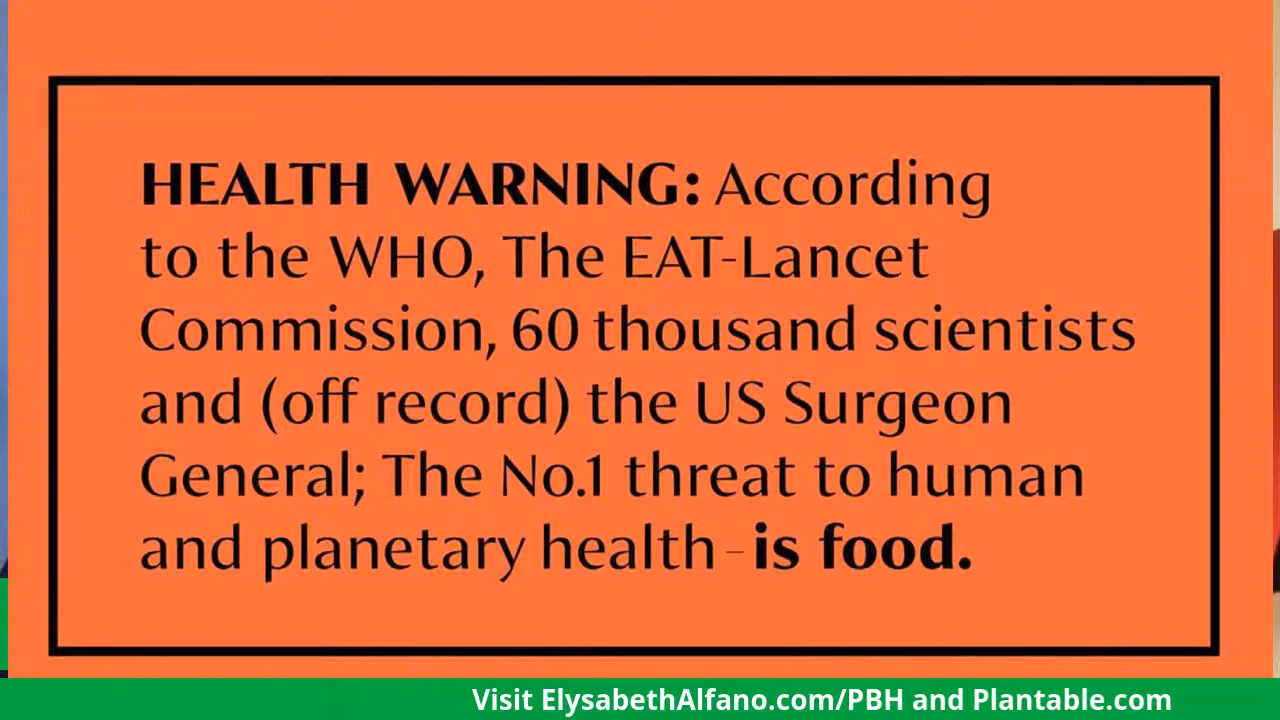 HEALTH WARNING: According
to the WHO, The EAT-Lancet
Commission, 60 thousand scientists
and (off record) the US Surgeon
General; The No.1 threat to human
and planetary health - is food.
Visit ElysabethAlfano.com/PBH and Plantable.com